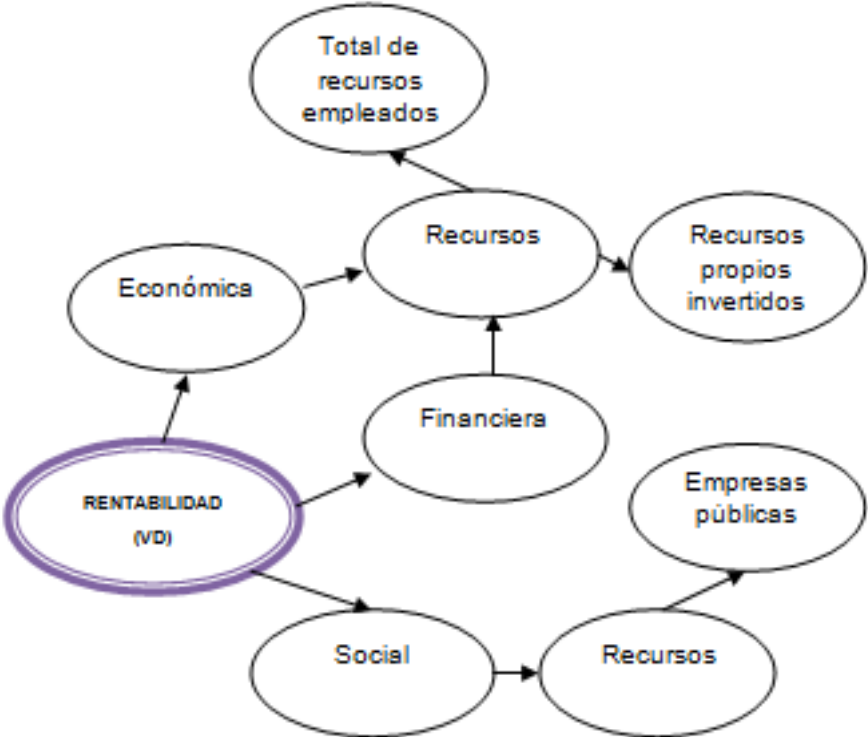 Total de
recursos
empleados
Recursos
Recursos
propios
invertidos
Económica
Financiera
RENTABILIDAD
(VD)
Empresas
públicas
Social
Recursos